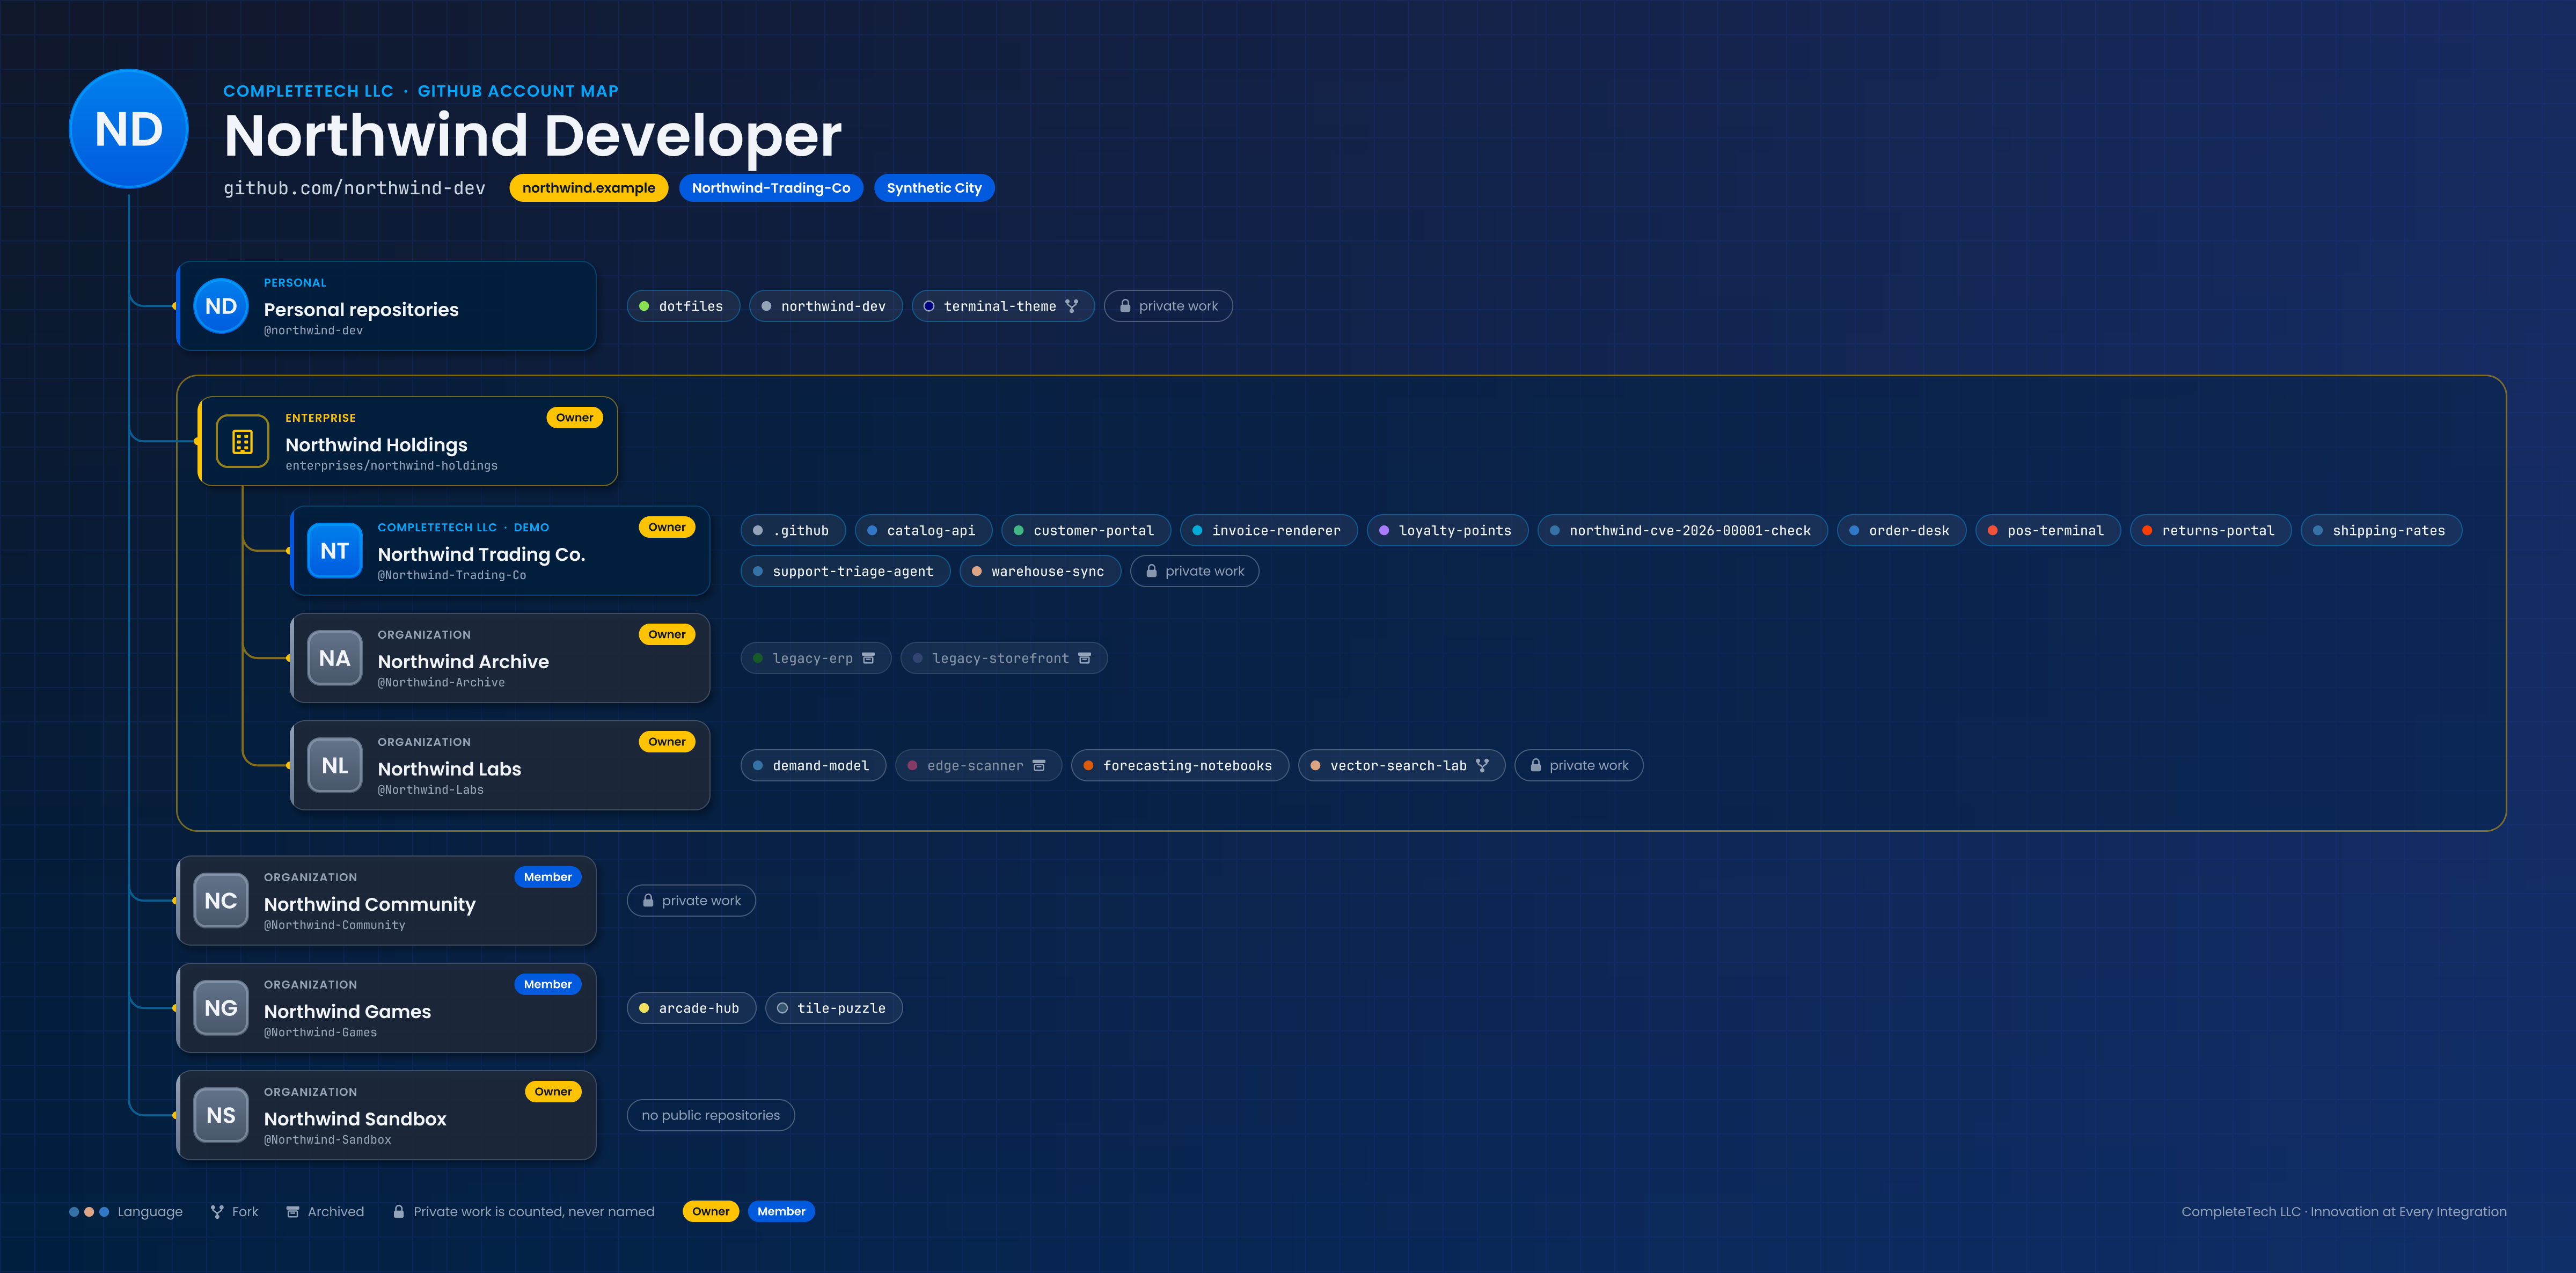 ND
COMPLETETECH LLC · GITHUB ACCOUNT MAP
Northwind Developer
github.com/northwind-dev northwind.example Northwind-Trading-Co Synthetic City
ND
PERSONAL
Personal repositories
@northwind-dev
dotfiles northwind-dev terminal-theme private work
ENTERPRISE Owner
Northwind Holdings
enterprises/northwind-holdings
NT
COMPLETETECH LLC · DEMO Owner
Northwind Trading Co.
@Northwind-Trading-Co
.github catalog-api customer-portal invoice-renderer loyalty-points northwind-cve-2026-00001-check order-desk pos-terminal returns-portal shipping-rates
support-triage-agent warehouse-sync private work
NA
ORGANIZATION Owner
Northwind Archive
@Northwind-Archive
legacy-erp legacy-storefront
NL
ORGANIZATION Owner
Northwind Labs
@Northwind-Labs
demand-model edge-scanner forecasting-notebooks vector-search-lab private work
NC
ORGANIZATION Member
Northwind Community
@Northwind-Community
private work
NG
ORGANIZATION Member
Northwind Games
@Northwind-Games
arcade-hub tile-puzzle
NS
ORGANIZATION Owner
Northwind Sandbox
@Northwind-Sandbox
no public repositories
Language Fork Archived Private work is counted, never named Owner Member
CompleteTech LLC · Innovation at Every Integration